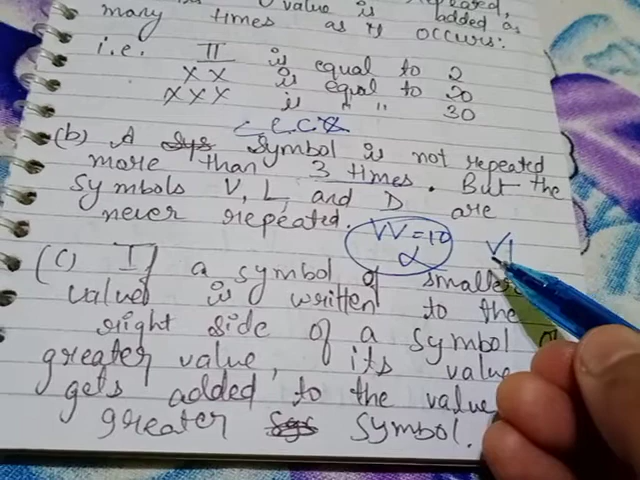 value is repeated,
many times as it occurs: added as
i.e. II is equal to 2
XX is equal to 20
XXX is " " 30
(b) A symbol is not repeated
more than 3 times. But the
symbols V, L, and D are
never repeated. VV=10 VI
(c) If a symbol of smaller
value is written to the
right side of a symbol of
greater value, its value
gets added to the value
greater symbol.